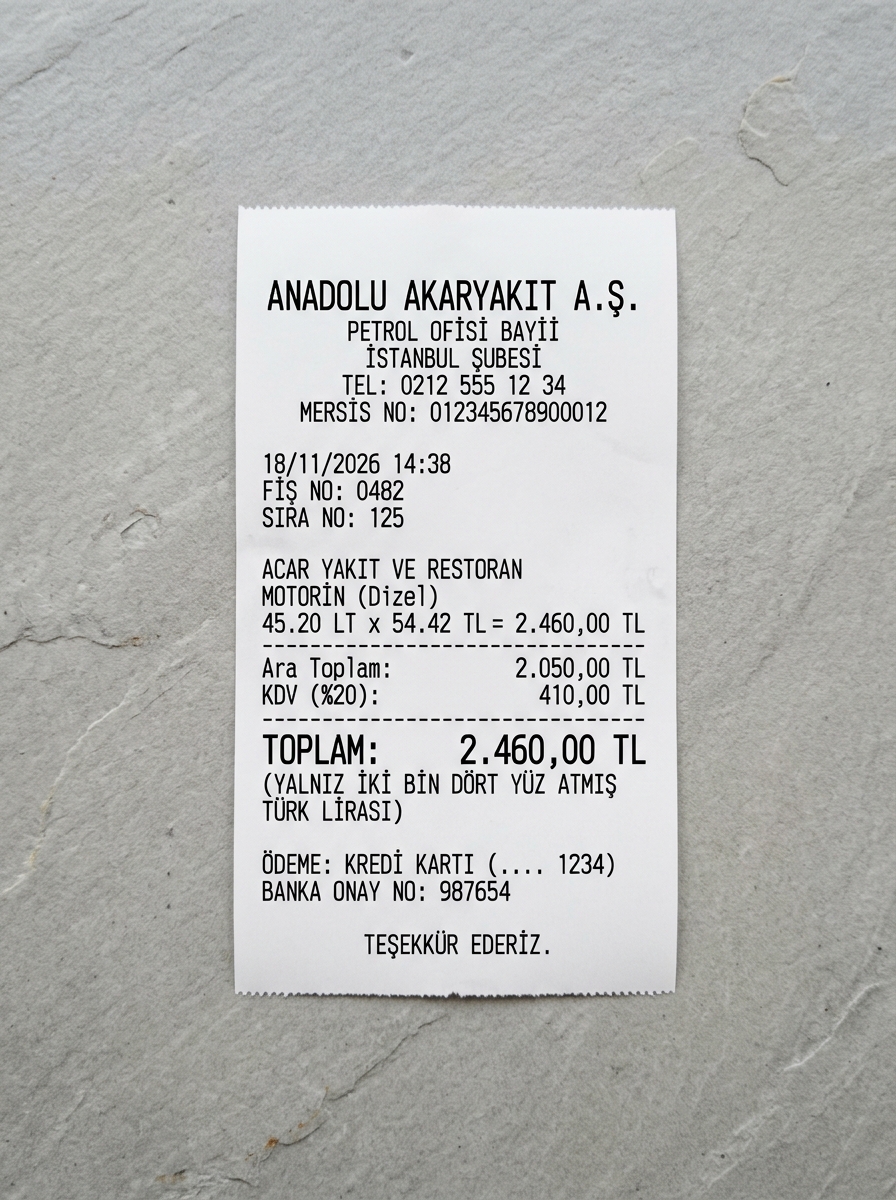 ANADOLU AKARYAKIT A.Ş.
PETROL OFİSİ BAYİİ
İSTANBUL ŞUBESİ
TEL: 0212 555 12 34
MERSİS NO: 012345678900012
18/11/2026 14:38
FİŞ NO: 0482
SIRA NO: 125
ACAR YAKIT VE RESTORAN
MOTORİN (Dizel)
45.20 LT x 54.42 TL = 2.460,00 TL
--------------------------------
Ara Toplam: 2.050,00 TL
KDV (%20): 410,00 TL
--------------------------------
TOPLAM: 2.460,00 TL
(YALNIZ İKİ BİN DÖRT YÜZ ATMIŞ
TÜRK LİRASI)
ÖDEME: KREDİ KARTI (.... 1234)
BANKA ONAY NO: 987654
TEŞEKKÜR EDERİZ.